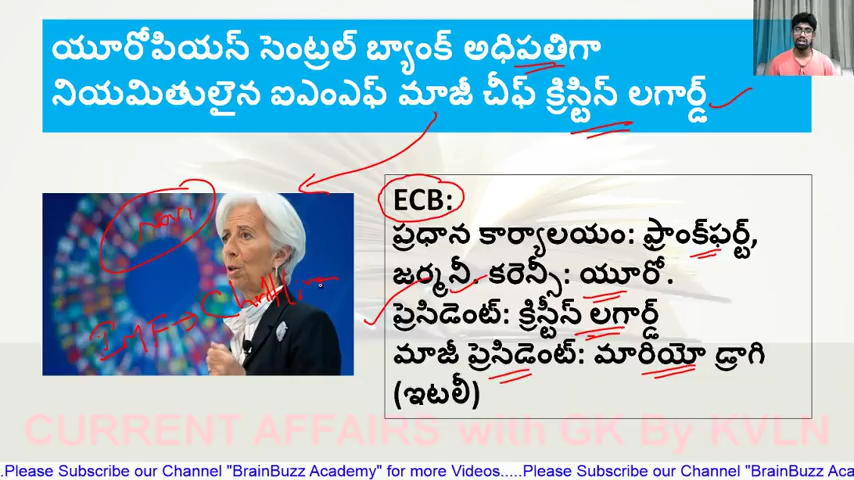 యూరోపియస్ సెంట్రల్ బ్యాంక్ అధిపతిగా
నియమితులైన ఐఎంఎఫ్ మాజీ చీఫ్ క్రిస్టిస్ లగార్డ్
ECB:
ప్రధాన కార్యాలయం: ఫ్రాంక్‌ఫర్ట్,
జర్మనీ. కరెన్సీ: యూరో.
ప్రెసిడెంట్: క్రిస్టీస్ లగార్డ్
మాజీ ప్రెసిడెంట్: మారియో డ్రాగి
(ఇటలీ)
IMF
CURRENT AFFAIRS with GK By KVLN
..Please Subscribe our Channel "BrainBuzz Academy" for more Videos.....Please Subscribe our Channel "BrainBuzz Aca